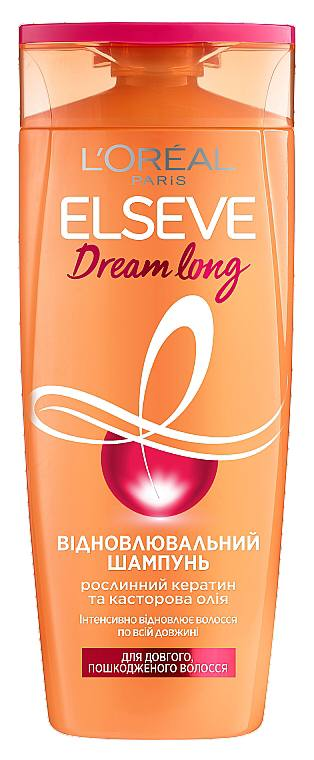 L'ORÉAL
PARIS
ELSEVE
Dream long
ВІДНОВЛЮВАЛЬНИЙ
ШАМПУНЬ
РОСЛИННИЙ КЕРАТИН
ТА КАСТОРОВА ОЛІЯ
Інтенсивно відновлює волосся
по всій довжині
ДЛЯ ДОВГОГО,
ПОШКОДЖЕНОГО ВОЛОССЯ